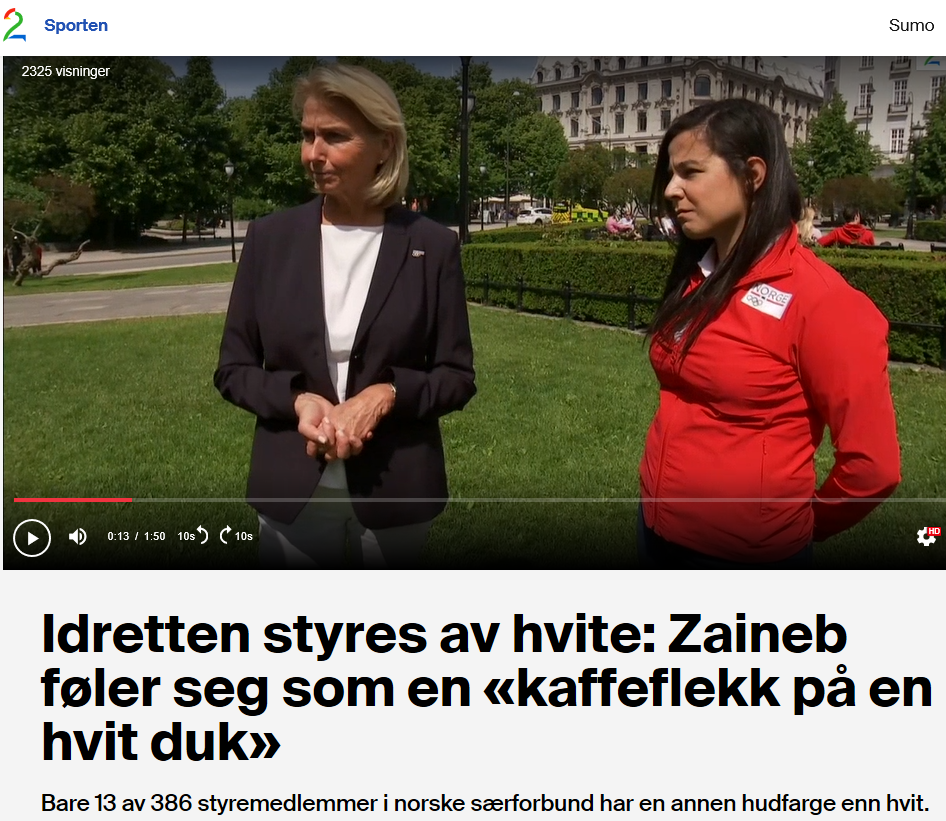 2 Sporten
Sumo
2325 visninger
NORGE
0:13 / 1:50 10s 10s
HD
Idretten styres av hvite: Zaineb
føler seg som en «kaffeflekk på en
hvit duk»
Bare 13 av 386 styremedlemmer i norske særforbund har en annen hudfarge enn hvit.